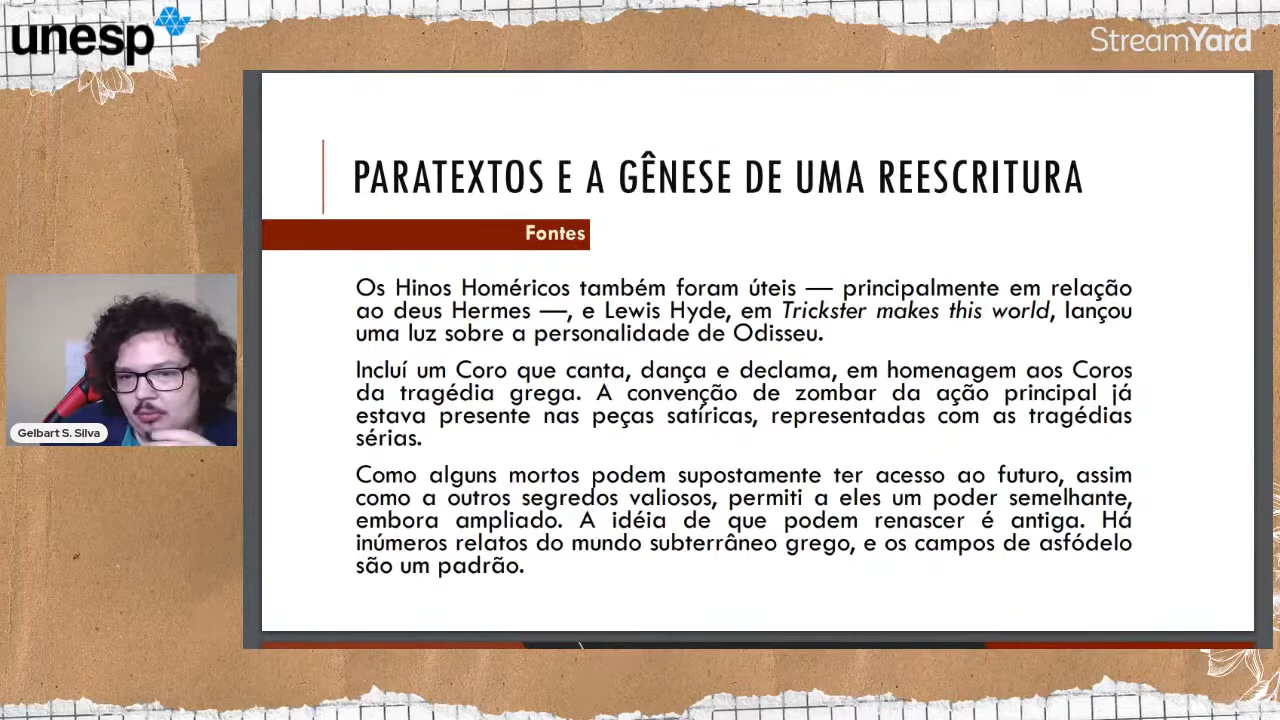 unesp
StreamYard
PARATEXTOS E A GÊNESE DE UMA REESCRITURA
Fontes
Os Hinos Homéricos também foram úteis — principalmente em relação
ao deus Hermes —, e Lewis Hyde, em Trickster makes this world, lançou
uma luz sobre a personalidade de Odisseu.
Incluí um Coro que canta, dança e declama, em homenagem aos Coros
da tragédia grega. A convenção de zombar da ação principal já
estava presente nas peças satíricas, representadas com as tragédias
sérias.
Como alguns mortos podem supostamente ter acesso ao futuro, assim
como a outros segredos valiosos, permiti a eles um poder semelhante,
embora ampliado. A idéia de que podem renascer é antiga. Há
inúmeros relatos do mundo subterrâneo grego, e os campos de asfódelo
são um padrão.
Gelbart S. Silva